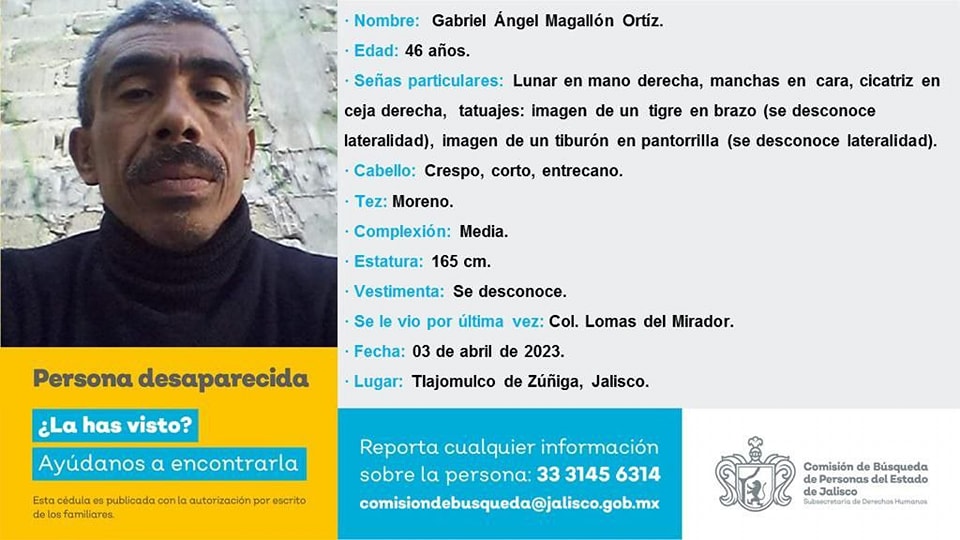 · Nombre: Gabriel Ángel Magallón Ortíz.
· Edad: 46 años.
· Señas particulares: Lunar en mano derecha, manchas en cara, cicatriz en
ceja derecha, tatuajes: imagen de un tigre en brazo (se desconoce
lateralidad), imagen de un tiburón en pantorrilla (se desconoce lateralidad).
· Cabello: Crespo, corto, entrecano.
· Tez: Moreno.
· Complexión: Media.
· Estatura: 165 cm.
· Vestimenta: Se desconoce.
· Se le vio por última vez: Col. Lomas del Mirador.
· Fecha: 03 de abril de 2023.
· Lugar: Tlajomulco de Zúñiga, Jalisco.
Persona desaparecida
¿La has visto?
Ayúdanos a encontrarla
Esta cédula es publicada con la autorización por escrito
de los familiares.
Reporta cualquier información
sobre la persona: 33 3145 6314
comisiondebusqueda@jalisco.gob.mx
Comisión de Búsqueda
de Personas del Estado
de Jalisco
Subsecretaría de Derechos Humanos